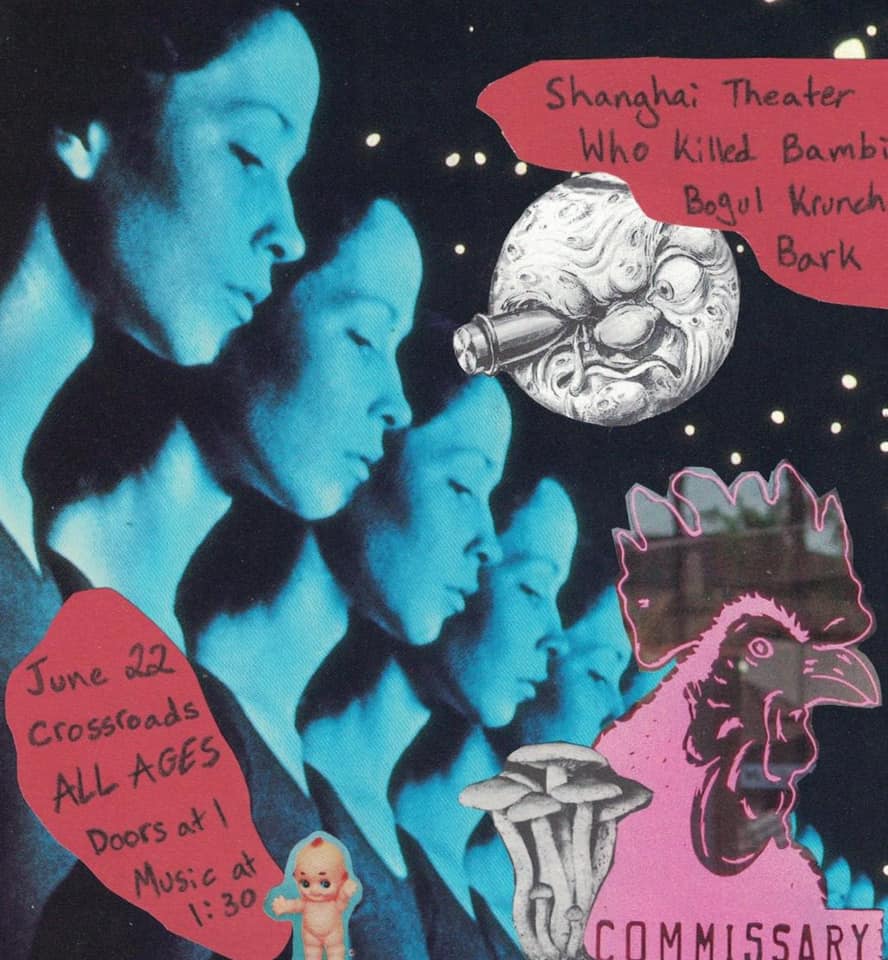 Shanghai Theater
Who Killed Bambi
Bogul Krunch
Bark
June 22
Crossroads
ALL AGES
Doors at 1
Music at
1:30
COMMISSARY